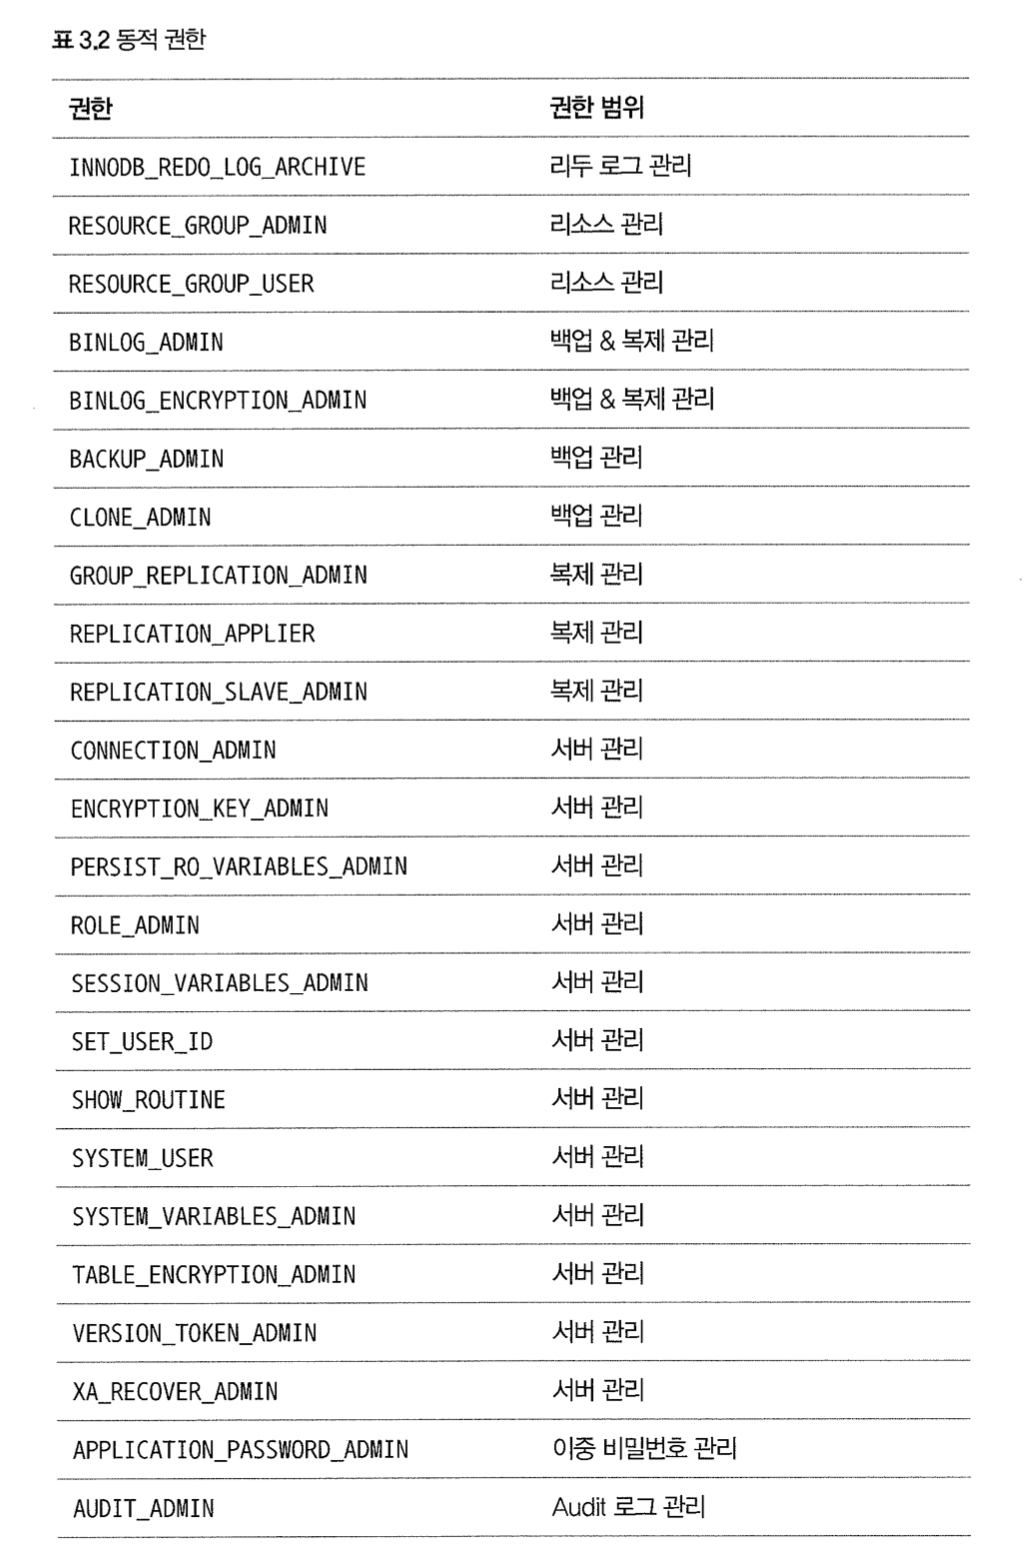 표 3.2 동적 권한
권한 권한 범위
INNODB_REDO_LOG_ARCHIVE 리두 로그 관리
RESOURCE_GROUP_ADMIN 리소스 관리
RESOURCE_GROUP_USER 리소스 관리
BINLOG_ADMIN 백업 & 복제 관리
BINLOG_ENCRYPTION_ADMIN 백업 & 복제 관리
BACKUP_ADMIN 백업 관리
CLONE_ADMIN 백업 관리
GROUP_REPLICATION_ADMIN 복제 관리
REPLICATION_APPLIER 복제 관리
REPLICATION_SLAVE_ADMIN 복제 관리
CONNECTION_ADMIN 서버 관리
ENCRYPTION_KEY_ADMIN 서버 관리
PERSIST_RO_VARIABLES_ADMIN 서버 관리
ROLE_ADMIN 서버 관리
SESSION_VARIABLES_ADMIN 서버 관리
SET_USER_ID 서버 관리
SHOW_ROUTINE 서버 관리
SYSTEM_USER 서버 관리
SYSTEM_VARIABLES_ADMIN 서버 관리
TABLE_ENCRYPTION_ADMIN 서버 관리
VERSION_TOKEN_ADMIN 서버 관리
XA_RECOVER_ADMIN 서버 관리
APPLICATION_PASSWORD_ADMIN 이중 비밀번호 관리
AUDIT_ADMIN Audit 로그 관리